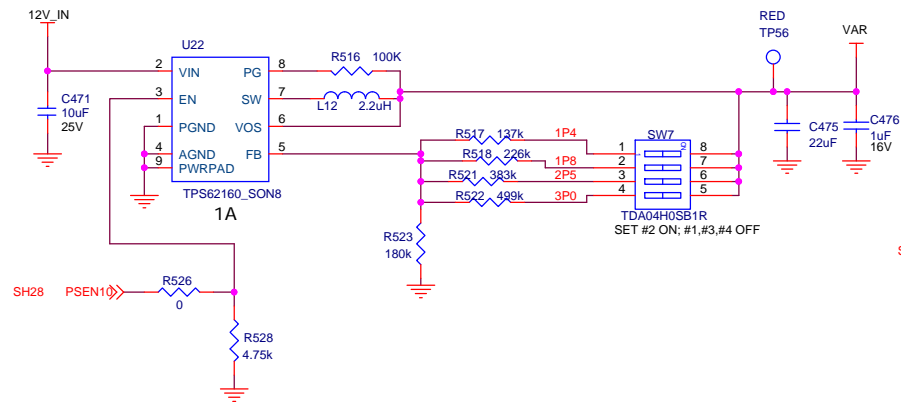 12V_IN
RED
TP56
VAR
U22
R516 100K
2 VIN PG 8
3 EN SW 7
L12 2.2uH
1 PGND VOS 6
4 AGND FB 5
9 PWRPAD
TPS62160_SON8
1A
C471
10uF
25V
R517 137k 1P4
R518 226k 1P8
R521 383k 2P5
R522 499k 3P0
SW7
ON
1 8
2 7
3 6
4 5
TDA04H0SB1R
SET #2 ON; #1,#3,#4 OFF
C475
22uF
C476
1uF
16V
R523
180k
SH28 PSEN10
R526
0
R528
4.75k